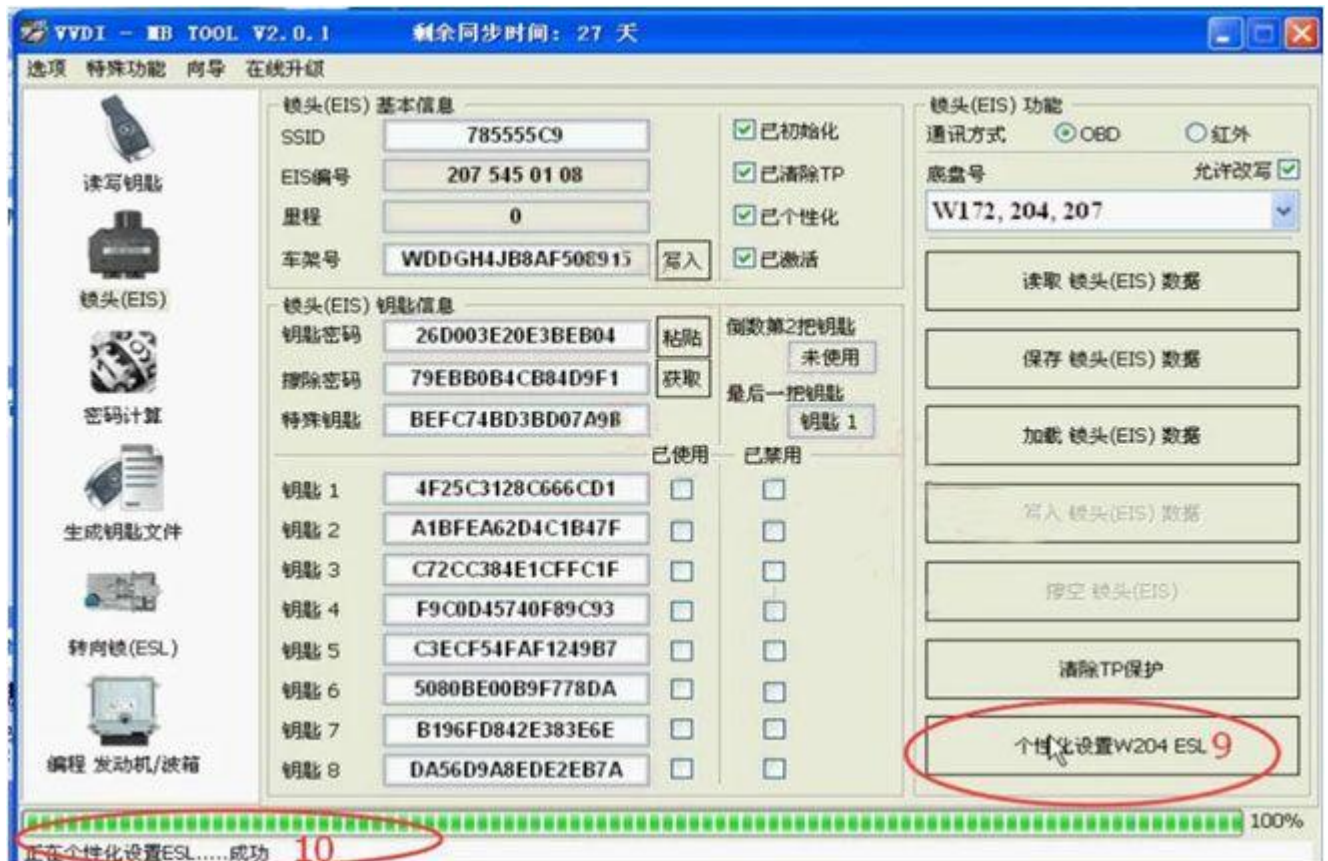 VVDI - MB TOOL V2.0.1 剩余同步时间: 27 天
选项 特殊功能 向导 在线升级
读写钥匙
锁头(EIS)
密码计算
生成钥匙文件
转向锁(ESL)
编程 发动机/波箱
锁头(EIS) 基本信息
SSID 785555C9 已初始化
EIS编号 207 545 01 08 已清除TP
里程 0 已个性化
车架号 WDDGH4JB8AF508915 写入 已激活
锁头(EIS) 钥匙信息
钥匙密码 26D003E20E3BEB04 粘贴
擦除密码 79EBB0B4CB84D9F1 获取
特殊钥匙 BEFC74BD3BD07A9B
倒数第2把钥匙
未使用
最后一把钥匙
钥匙 1
已使用 已禁用
钥匙 1 4F25C3128C666CD1
钥匙 2 A1BFEA62D4C1B47F
钥匙 3 C72CC384E1CFFC1F
钥匙 4 F9C0D45740F89C93
钥匙 5 C3ECF54FAF1249B7
钥匙 6 5080BE00B9F778DA
钥匙 7 B196FD842E383E6E
钥匙 8 DA56D9A8EDE2EB7A
锁头(EIS) 功能
通讯方式 OBD 红外
底盘号 允许改写
W172, 204, 207
读取 锁头(EIS) 数据
保存 锁头(EIS) 数据
加载 锁头(EIS) 数据
写入 锁头(EIS) 数据
擦空 锁头(EIS)
清除TP保护
个性化设置W204 ESL 9
100%
正在个性化设置ESL.....成功 10